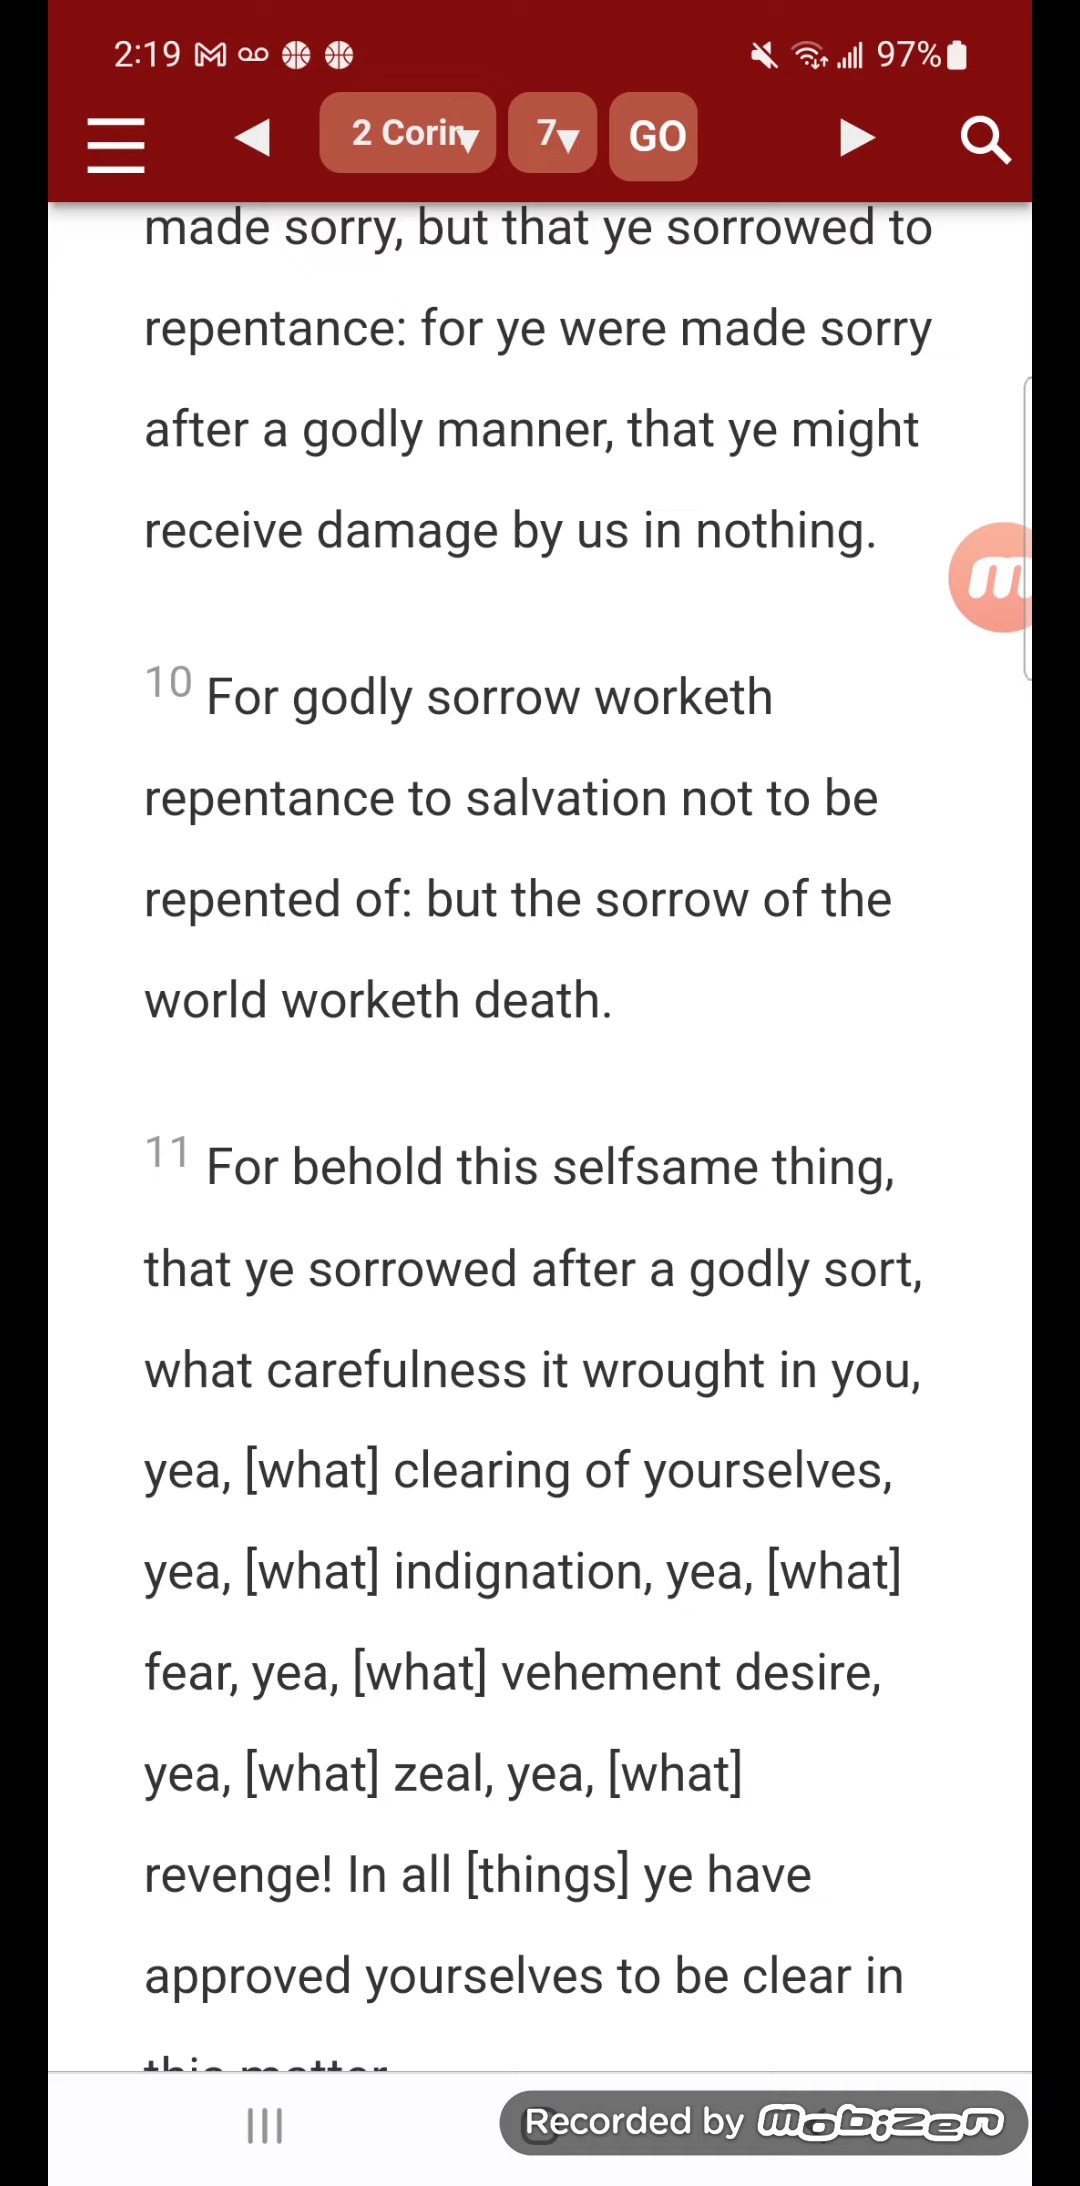 2:19 97%
2 Corin 7 GO
made sorry, but that ye sorrowed to
repentance: for ye were made sorry
after a godly manner, that ye might
receive damage by us in nothing.
10 For godly sorrow worketh
repentance to salvation not to be
repented of: but the sorrow of the
world worketh death.
11 For behold this selfsame thing,
that ye sorrowed after a godly sort,
what carefulness it wrought in you,
yea, [what] clearing of yourselves,
yea, [what] indignation, yea, [what]
fear, yea, [what] vehement desire,
yea, [what] zeal, yea, [what]
revenge! In all [things] ye have
approved yourselves to be clear in
this matter.
Recorded by mobizen